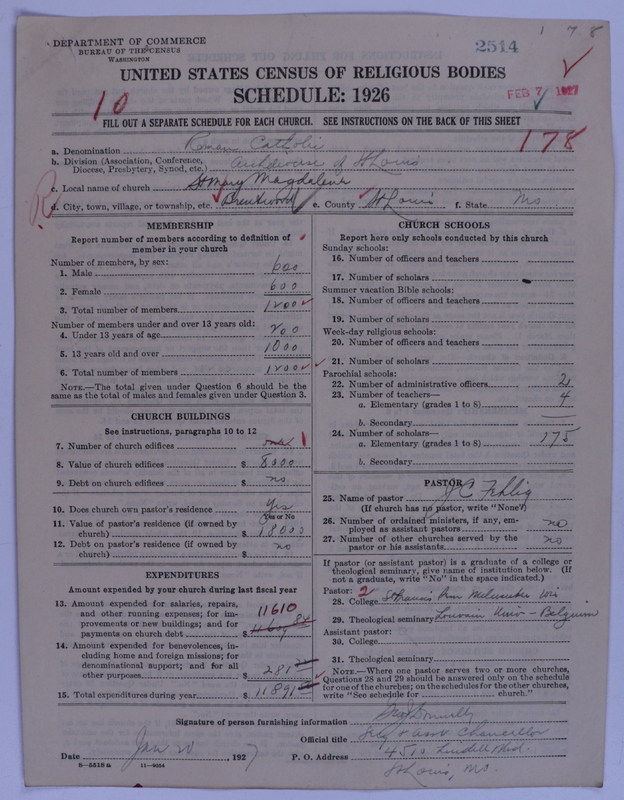 1 7 8
DEPARTMENT OF COMMERCE
BUREAU OF THE CENSUS
WASHINGTON
2514
UNITED STATES CENSUS OF RELIGIOUS BODIES
SCHEDULE: 1926
FEB 7 1927
10
FILL OUT A SEPARATE SCHEDULE FOR EACH CHURCH. SEE INSTRUCTIONS ON THE BACK OF THIS SHEET
178
a. Denomination Roman Catholic
b. Division (Association, Conference, Diocese, Presbytery, Synod, etc.) Archdiocese of St Louis
c. Local name of church St Mary Magdalene
d. City, town, village, or township, etc. Brentwood e. County St Louis f. State Mo
MEMBERSHIP
Report number of members according to definition of member in your church
Number of members, by sex:
1. Male 600
2. Female 600
3. Total number of members 1200
Number of members under and over 13 years old:
4. Under 13 years of age 200
5. 13 years old and over 1000
6. Total number of members 1200
NOTE.—The total given under Question 6 should be the same as the total of males and females given under Question 3.
CHURCH BUILDINGS
See instructions, paragraphs 10 to 12
7. Number of church edifices 1
8. Value of church edifices $ 8000
9. Debt on church edifices $ no
10. Does church own pastor's residence Yes
Yes or No
11. Value of pastor's residence (if owned by church) $ 18000
12. Debt on pastor's residence (if owned by church) $ no
EXPENDITURES
Amount expended by your church during last fiscal year
13. Amount expended for salaries, repairs, and other running expenses; for improvements or new buildings; and for payments on church debt $ 11610 11609 84
14. Amount expended for benevolences, including home and foreign missions; for denominational support; and for all other purposes $ 281
15. Total expenditures during year $ 11891
CHURCH SCHOOLS
Report here only schools conducted by this church
Sunday schools:
16. Number of officers and teachers
17. Number of scholars
Summer vacation Bible schools:
18. Number of officers and teachers
19. Number of scholars
Week-day religious schools:
20. Number of officers and teachers
21. Number of scholars
Parochial schools:
22. Number of administrative officers 2
23. Number of teachers—
a. Elementary (grades 1 to 8) 4
b. Secondary
24. Number of scholars—
a. Elementary (grades 1 to 8) 175
b. Secondary
PASTOR
25. Name of pastor J C Fehlig
(If church has no pastor, write "None")
26. Number of ordained ministers, if any, employed as assistant pastors no
27. Number of other churches served by the pastor or his assistants no
If pastor (or assistant pastor) is a graduate of a college or theological seminary, give name of institution below. (If not a graduate, write "No" in the space indicated.)
Pastor: 2
28. College St Francis Milwaukee Wis
29. Theological seminary Louvain Univ - Belgium
Assistant pastor:
30. College
31. Theological seminary
NOTE.—Where one pastor serves two or more churches, Questions 28 and 29 should be answered only on the schedule for one of the churches; on the schedules for the other churches, write "See schedule for church."
Signature of person furnishing information
Official title Secy & Asst Chancellor
Date Jan 20, 1927 P. O. Address 4510 Lindell Blvd.
8—5518a 11—9054
St Louis, Mo.